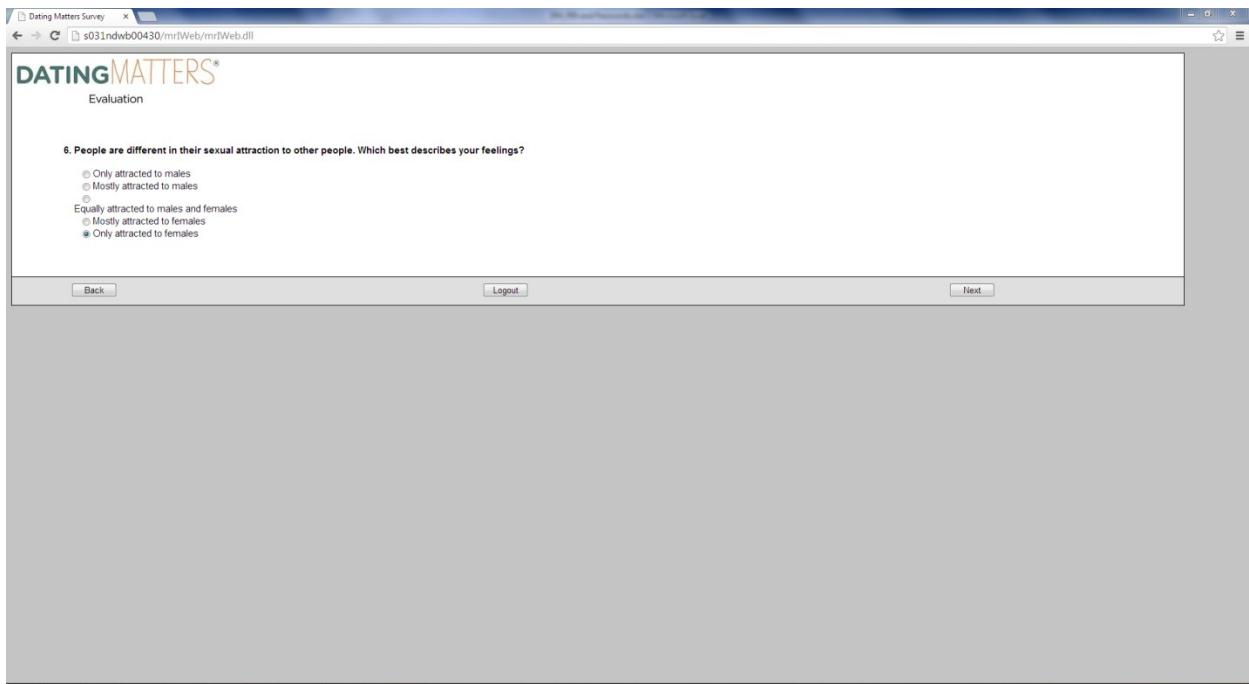 Dating Matters Survey
s031ndwb00430/mrIWeb/mrIWeb.dll
DATINGMATTERS®
Evaluation
6. People are different in their sexual attraction to other people. Which best describes your feelings?
Only attracted to males
Mostly attracted to males
Equally attracted to males and females
Mostly attracted to females
Only attracted to females
Back Logout Next